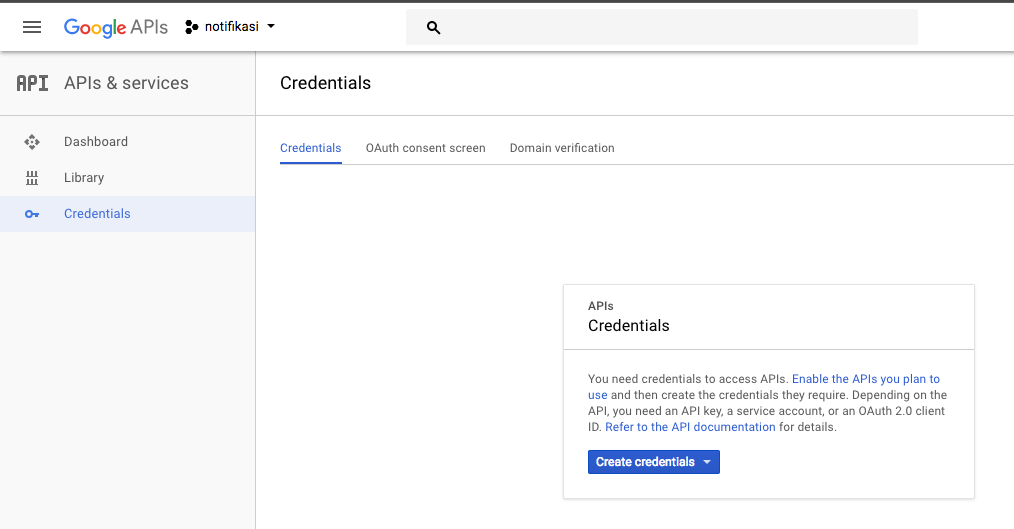 Google APIs
notifikasi
API APIs & services
Dashboard
Library
Credentials
Credentials
Credentials OAuth consent screen Domain verification
APIs
Credentials
You need credentials to access APIs. Enable the APIs you plan to
use and then create the credentials they require. Depending on the
API, you need an API key, a service account, or an OAuth 2.0 client
ID. Refer to the API documentation for details.
Create credentials